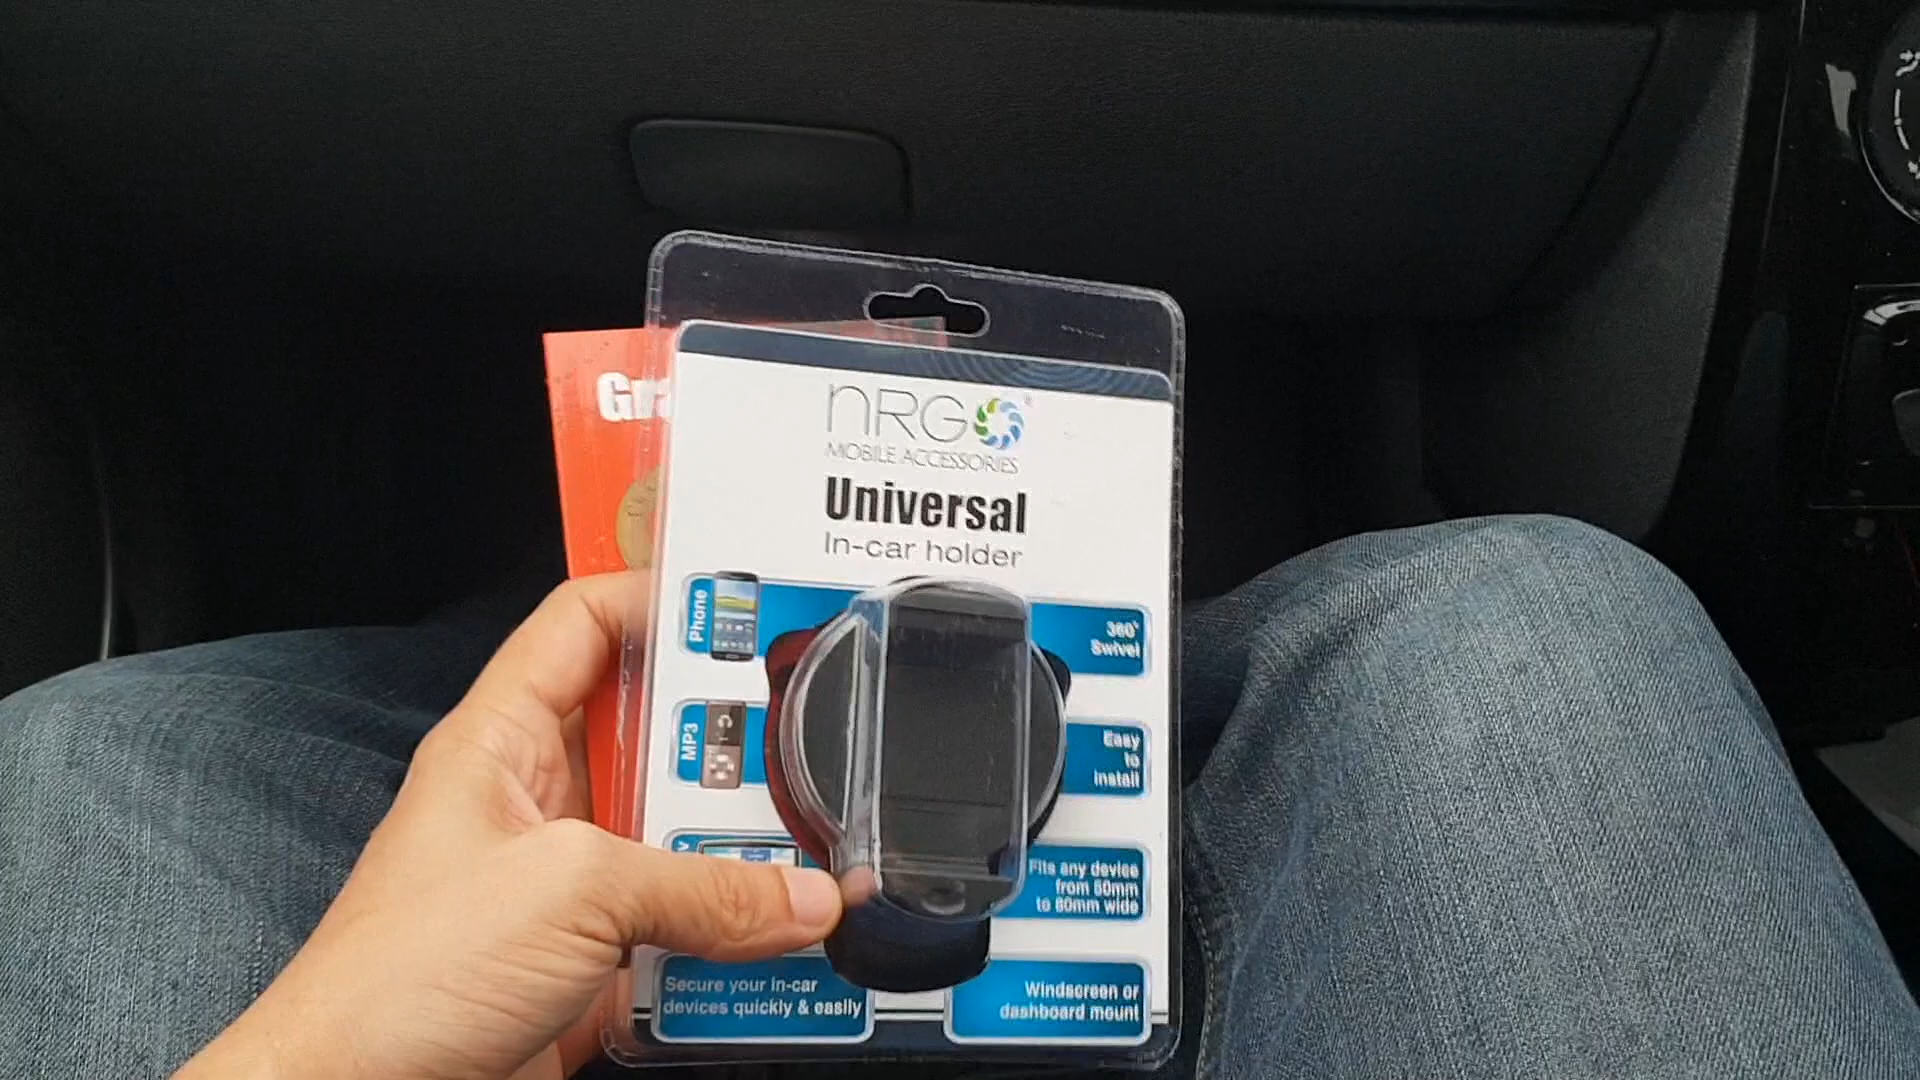 Gr
nRG
MOBILE ACCESSORIES
Universal
In-car holder
Phone
360°
Swivel
MP3
Easy
to
install
Fits any device
from 50mm
to 80mm wide
Secure your in-car
devices quickly & easily
Windscreen or
dashboard mount